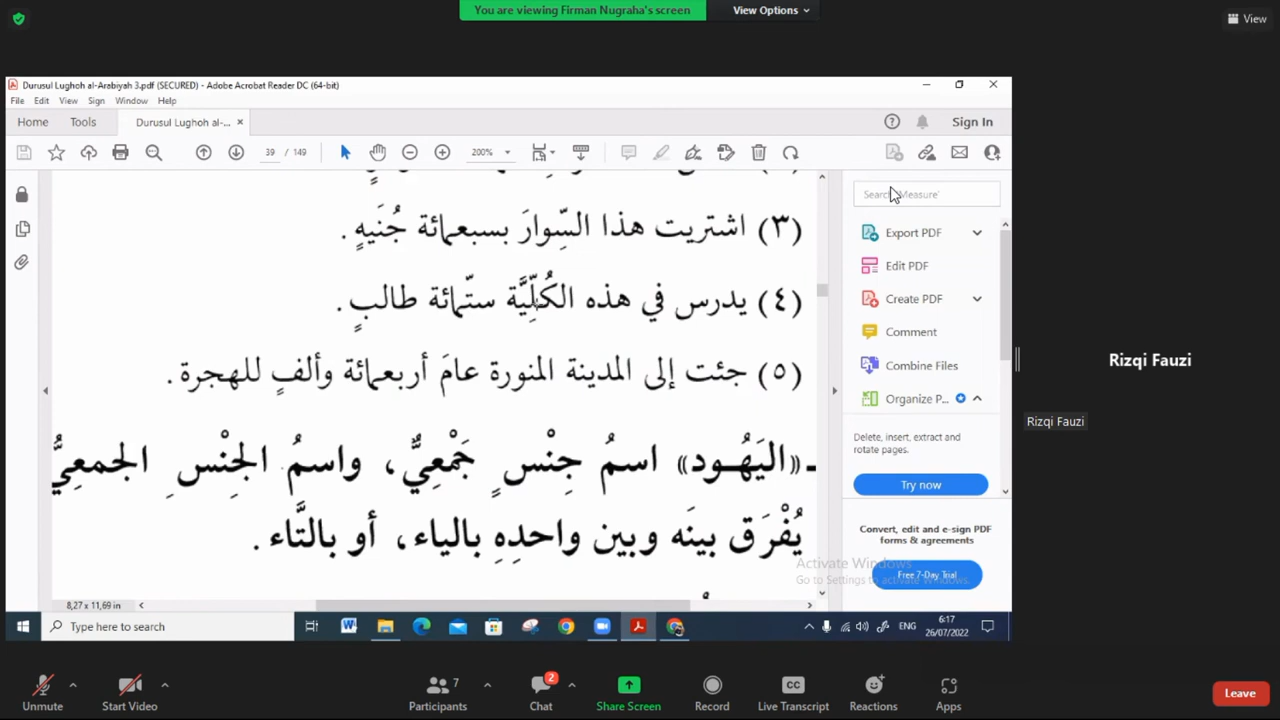 You are viewing Firman Nugraha's screen
View Options
View
Durusul Lughoh al-Arabiyah 3.pdf (SECURED) - Adobe Acrobat Reader DC (64-bit)
File Edit View Sign Window Help
Home Tools Durusul Lughoh al-... × Sign In
39 / 149 200%
(٣) اشتريت هذا السِّوارَ بسبعمائة جُنَيهٍ .
(٤) يدرس في هذه الكُلِّيَّة ستّمائة طالبٍ .
(٥) جئت إلى المدينة المنورة عامَ أربعمائة وألفٍ للهجرة .
ـ «اليَهُـود» اسمُ جِنْسٍ جَمْعِيٌّ، واسمُ الجِنْسِ الجمعِيُّ
يُفْرَق بينَه وبين واحدِهِ بالياء، أو بالتَّاء .
Search 'Measure'
Export PDF
Edit PDF
Create PDF
Comment
Combine Files
Organize P...
Delete, insert, extract and
rotate pages.
Try now
Convert, edit and e-sign PDF
forms & agreements
Free 7-Day Trial
Activate Windows
Go to Settings to activate Windows.
Rizqi Fauzi
Rizqi Fauzi
8,27 x 11,69 in
Type here to search
ENG
6:17
26/07/2022
Unmute
Start Video
Participants 7
Chat 2
Share Screen
Record
CC Live Transcript
Reactions
Apps
Leave